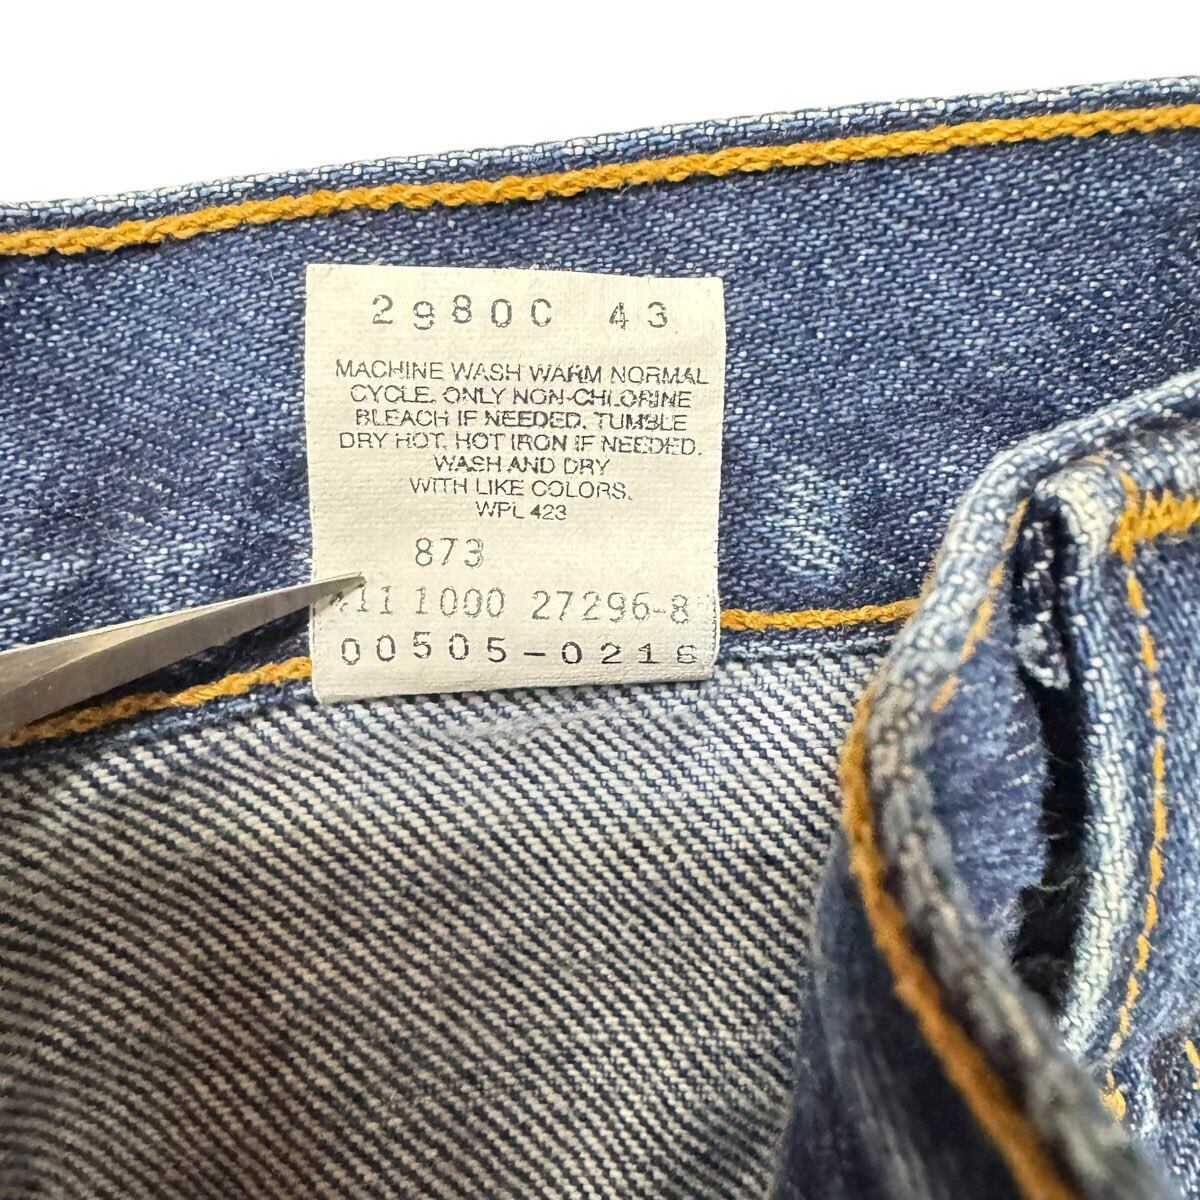 2980C 43
MACHINE WASH WARM NORMAL
CYCLE. ONLY NON-CHLORINE
BLEACH IF NEEDED. TUMBLE
DRY HOT. HOT IRON IF NEEDED.
WASH AND DRY
WITH LIKE COLORS.
WPL 423
873
1000 27296-8
00505-0216